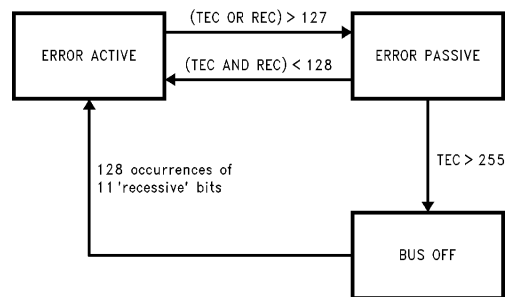 (TEC OR REC) > 127
ERROR ACTIVE
ERROR PASSIVE
(TEC AND REC) < 128
128 occurrences of
11 'recessive' bits
TEC > 255
BUS OFF